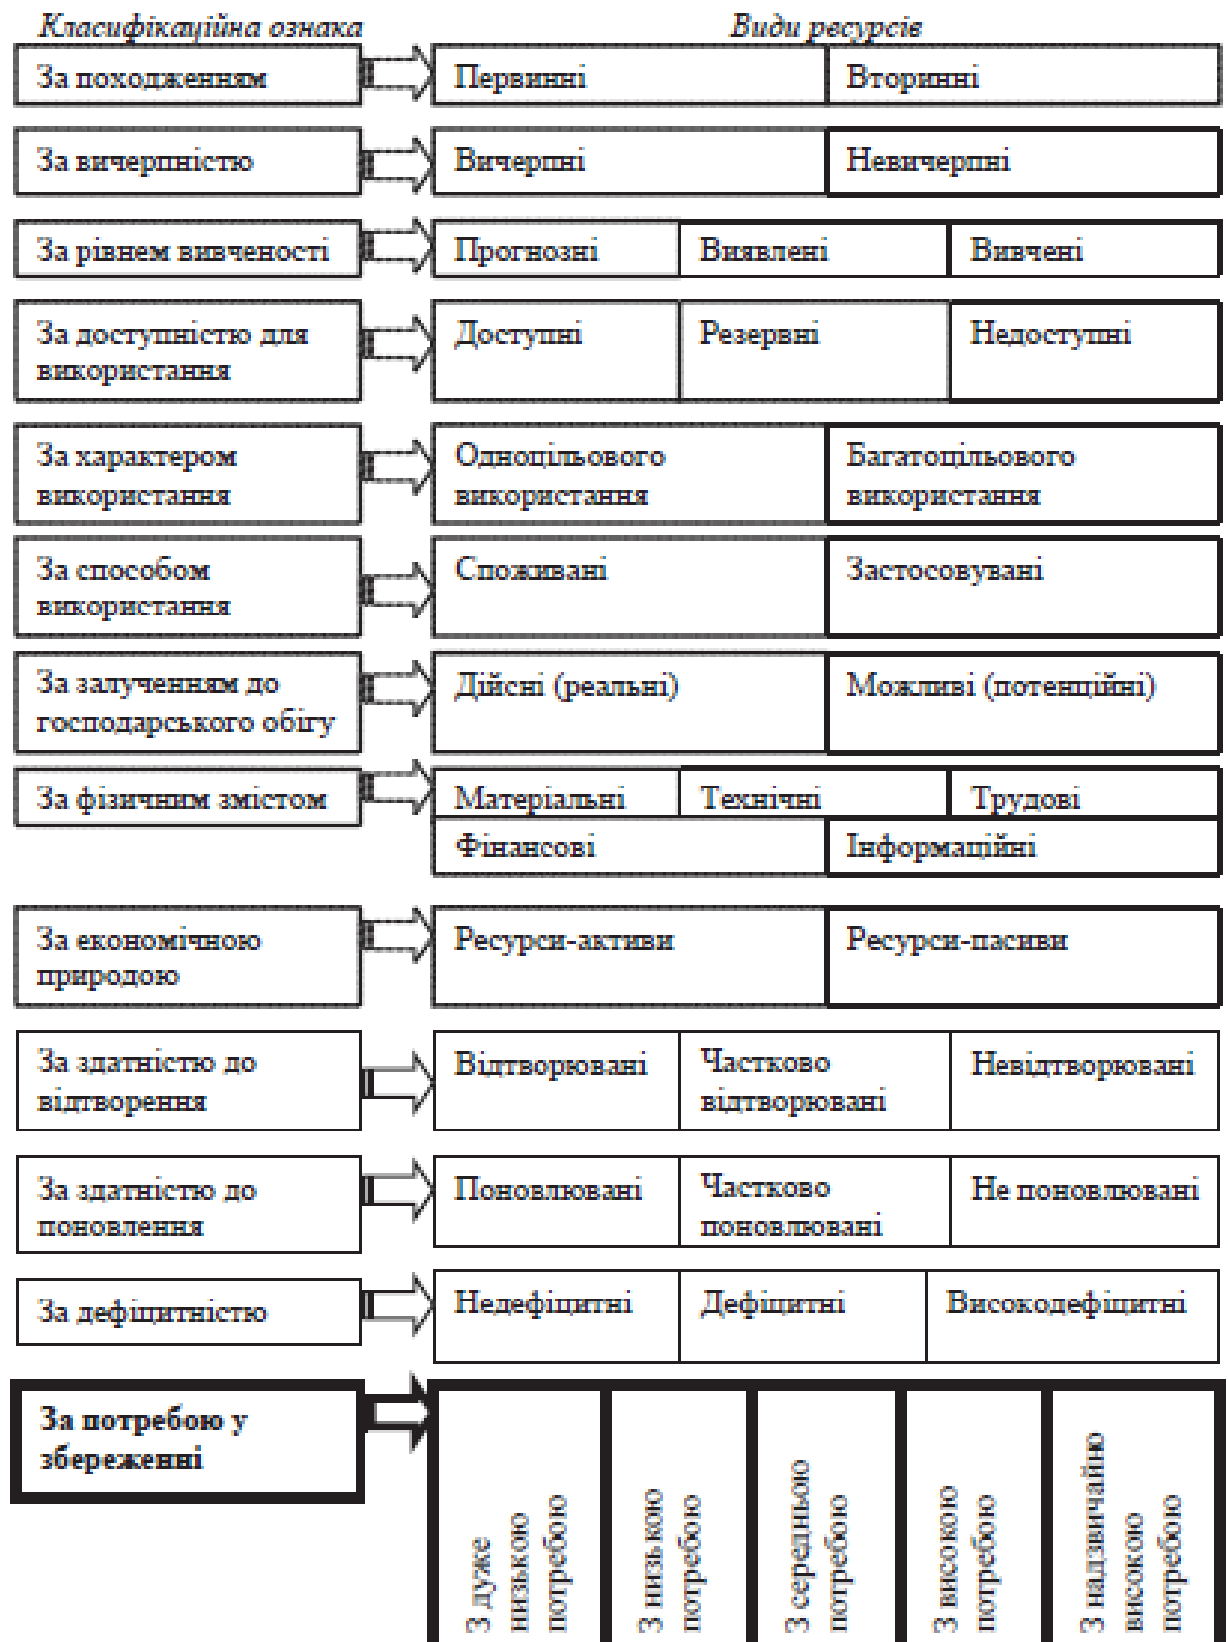 Класифікаційна ознака
Види ресурсів
За походженням
Первинні
Вторинні
За вичерпністю
Вичерпні
Невичерпні
За рівнем вивченості
Прогнозні
Виявлені
Вивчені
За доступністю для
використання
Доступні
Резервні
Недоступні
За характером
використання
Одноцільового
використання
Багатоцільового
використання
За способом
використання
Споживані
Застосовувані
За залученням до
господарського обігу
Дійсні (реальні)
Можливі (потенційні)
За фізичним змістом
Матеріальні
Технічні
Трудові
Фінансові
Інформаційні
За економічною
природою
Ресурси-активи
Ресурси-пасиви
За здатністю до
відтворення
Відтворювані
Частково
відтворювані
Невідтворювані
За здатністю до
поновлення
Поновлювані
Частково
поновлювані
Не поновлювані
За дефіцитністю
Недефіцитні
Дефіцитні
Високодефіцитні
За потребою у
збереженні
З дуже
низькою
потребою
З низькою
потребою
З середньою
потребою
З високою
потребою
З надзвичайно
високою
потребою